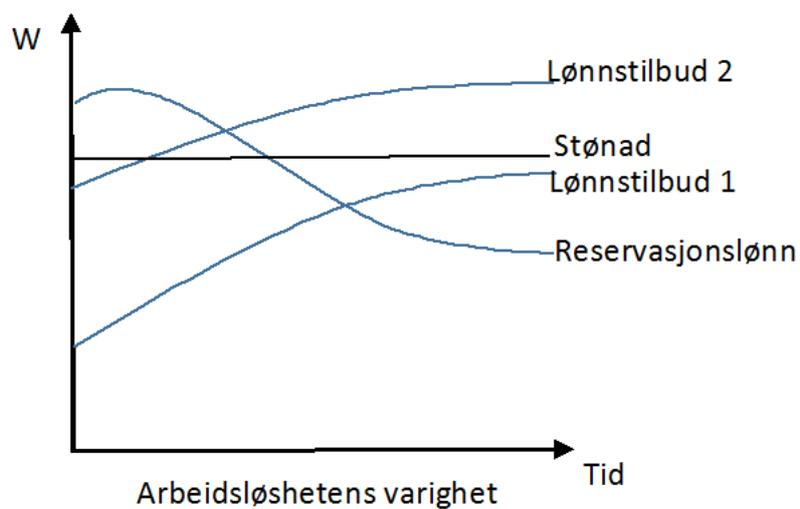 W
Lønnstilbud 2
Stønad
Lønnstilbud 1
Reservasjonslønn
Tid
Arbeidsløshetens varighet